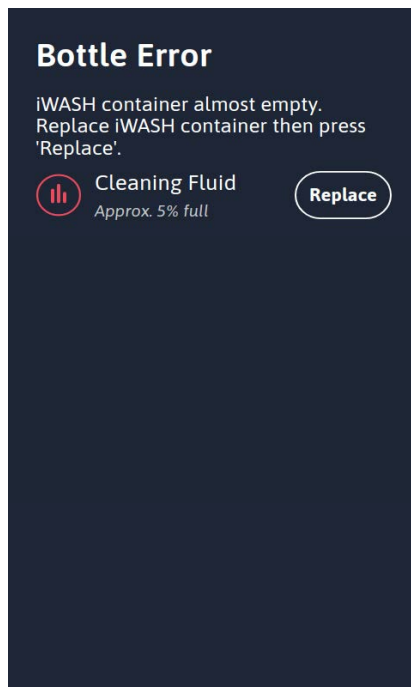 Bottle Error
iWASH container almost empty.
Replace iWASH container then press
'Replace'.
Cleaning Fluid
Replace
Approx. 5% full